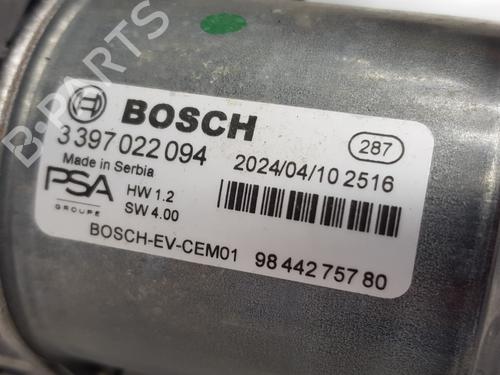 BOSCH
3 397 022 094
2024/04/10 2516
287
Made in Serbia
PSA
GROUPE
HW 1.2
SW 4.00
BOSCH-EV-CEM01
98 442 757 80
B-PARTS